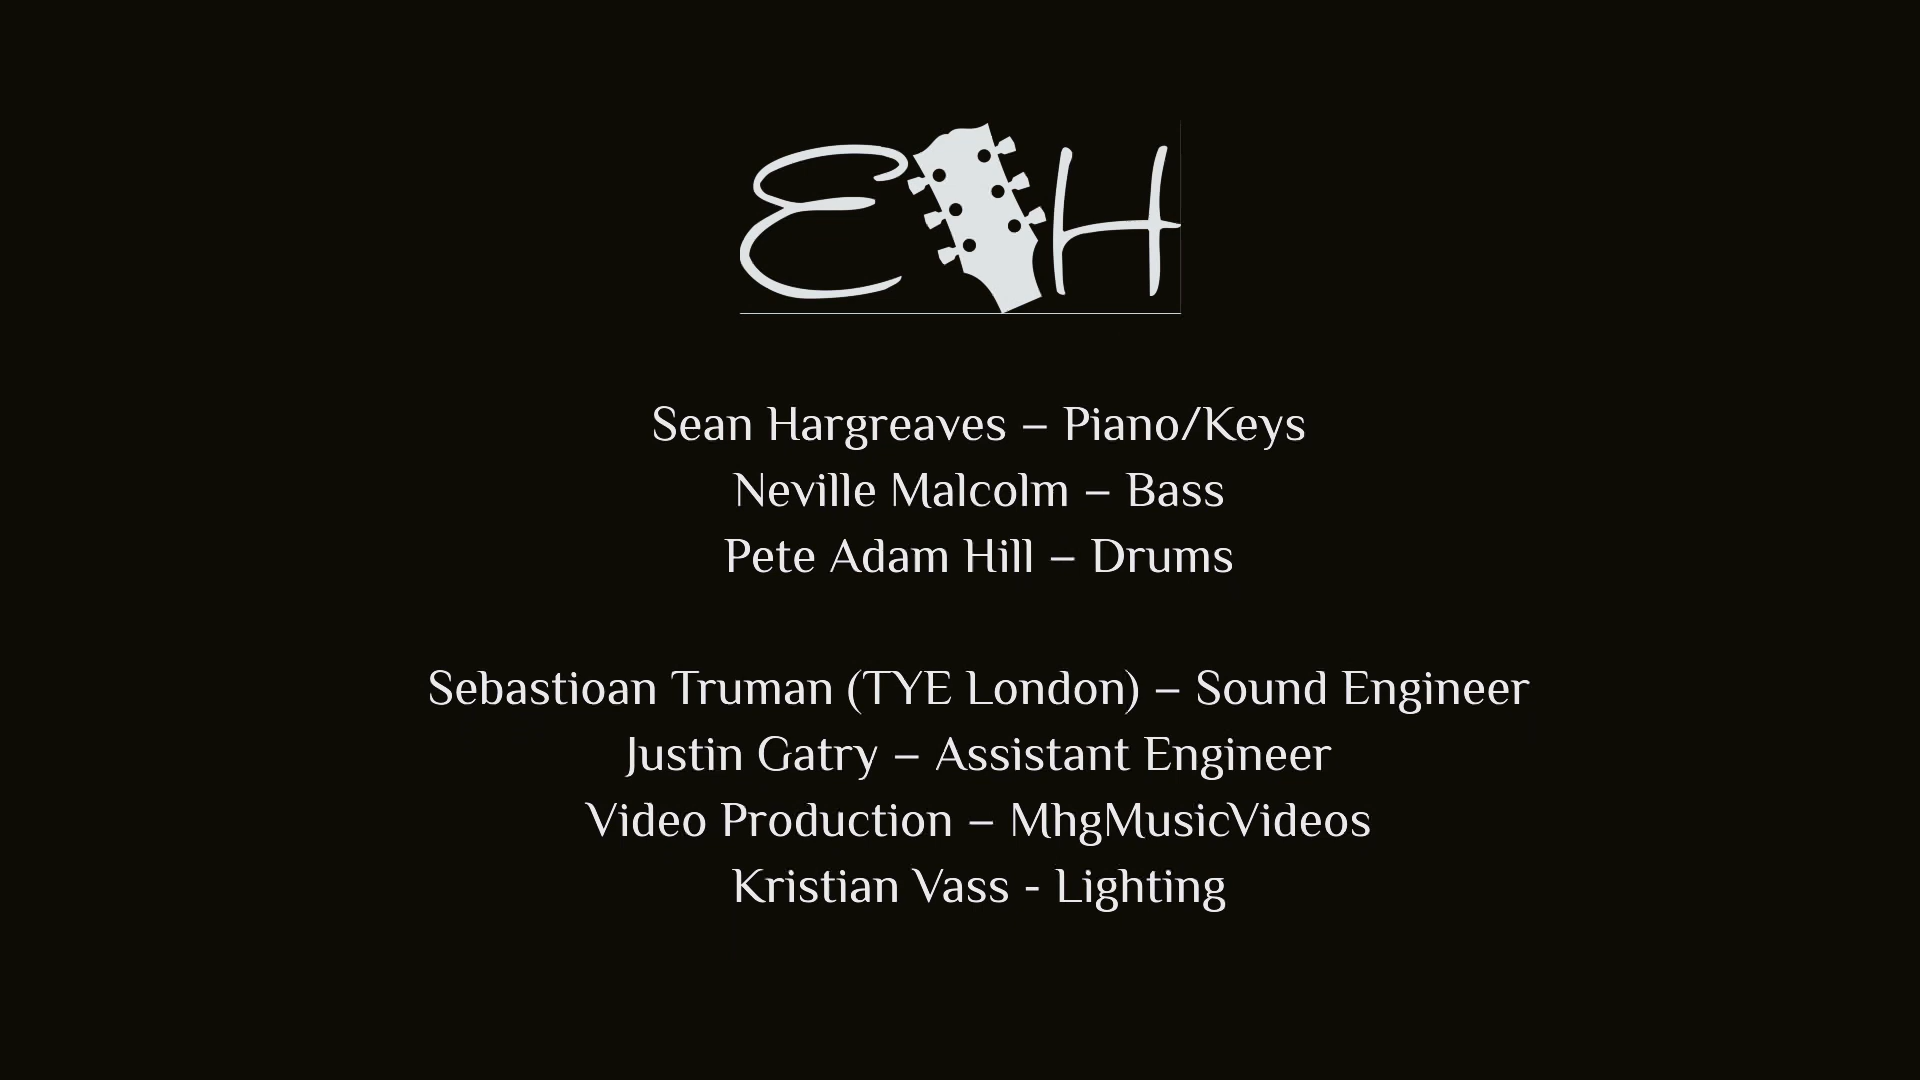 EH
Sean Hargreaves – Piano/Keys
Neville Malcolm – Bass
Pete Adam Hill – Drums
Sebastioan Truman (TYE London) – Sound Engineer
Justin Gatry – Assistant Engineer
Video Production – MhgMusicVideos
Kristian Vass - Lighting